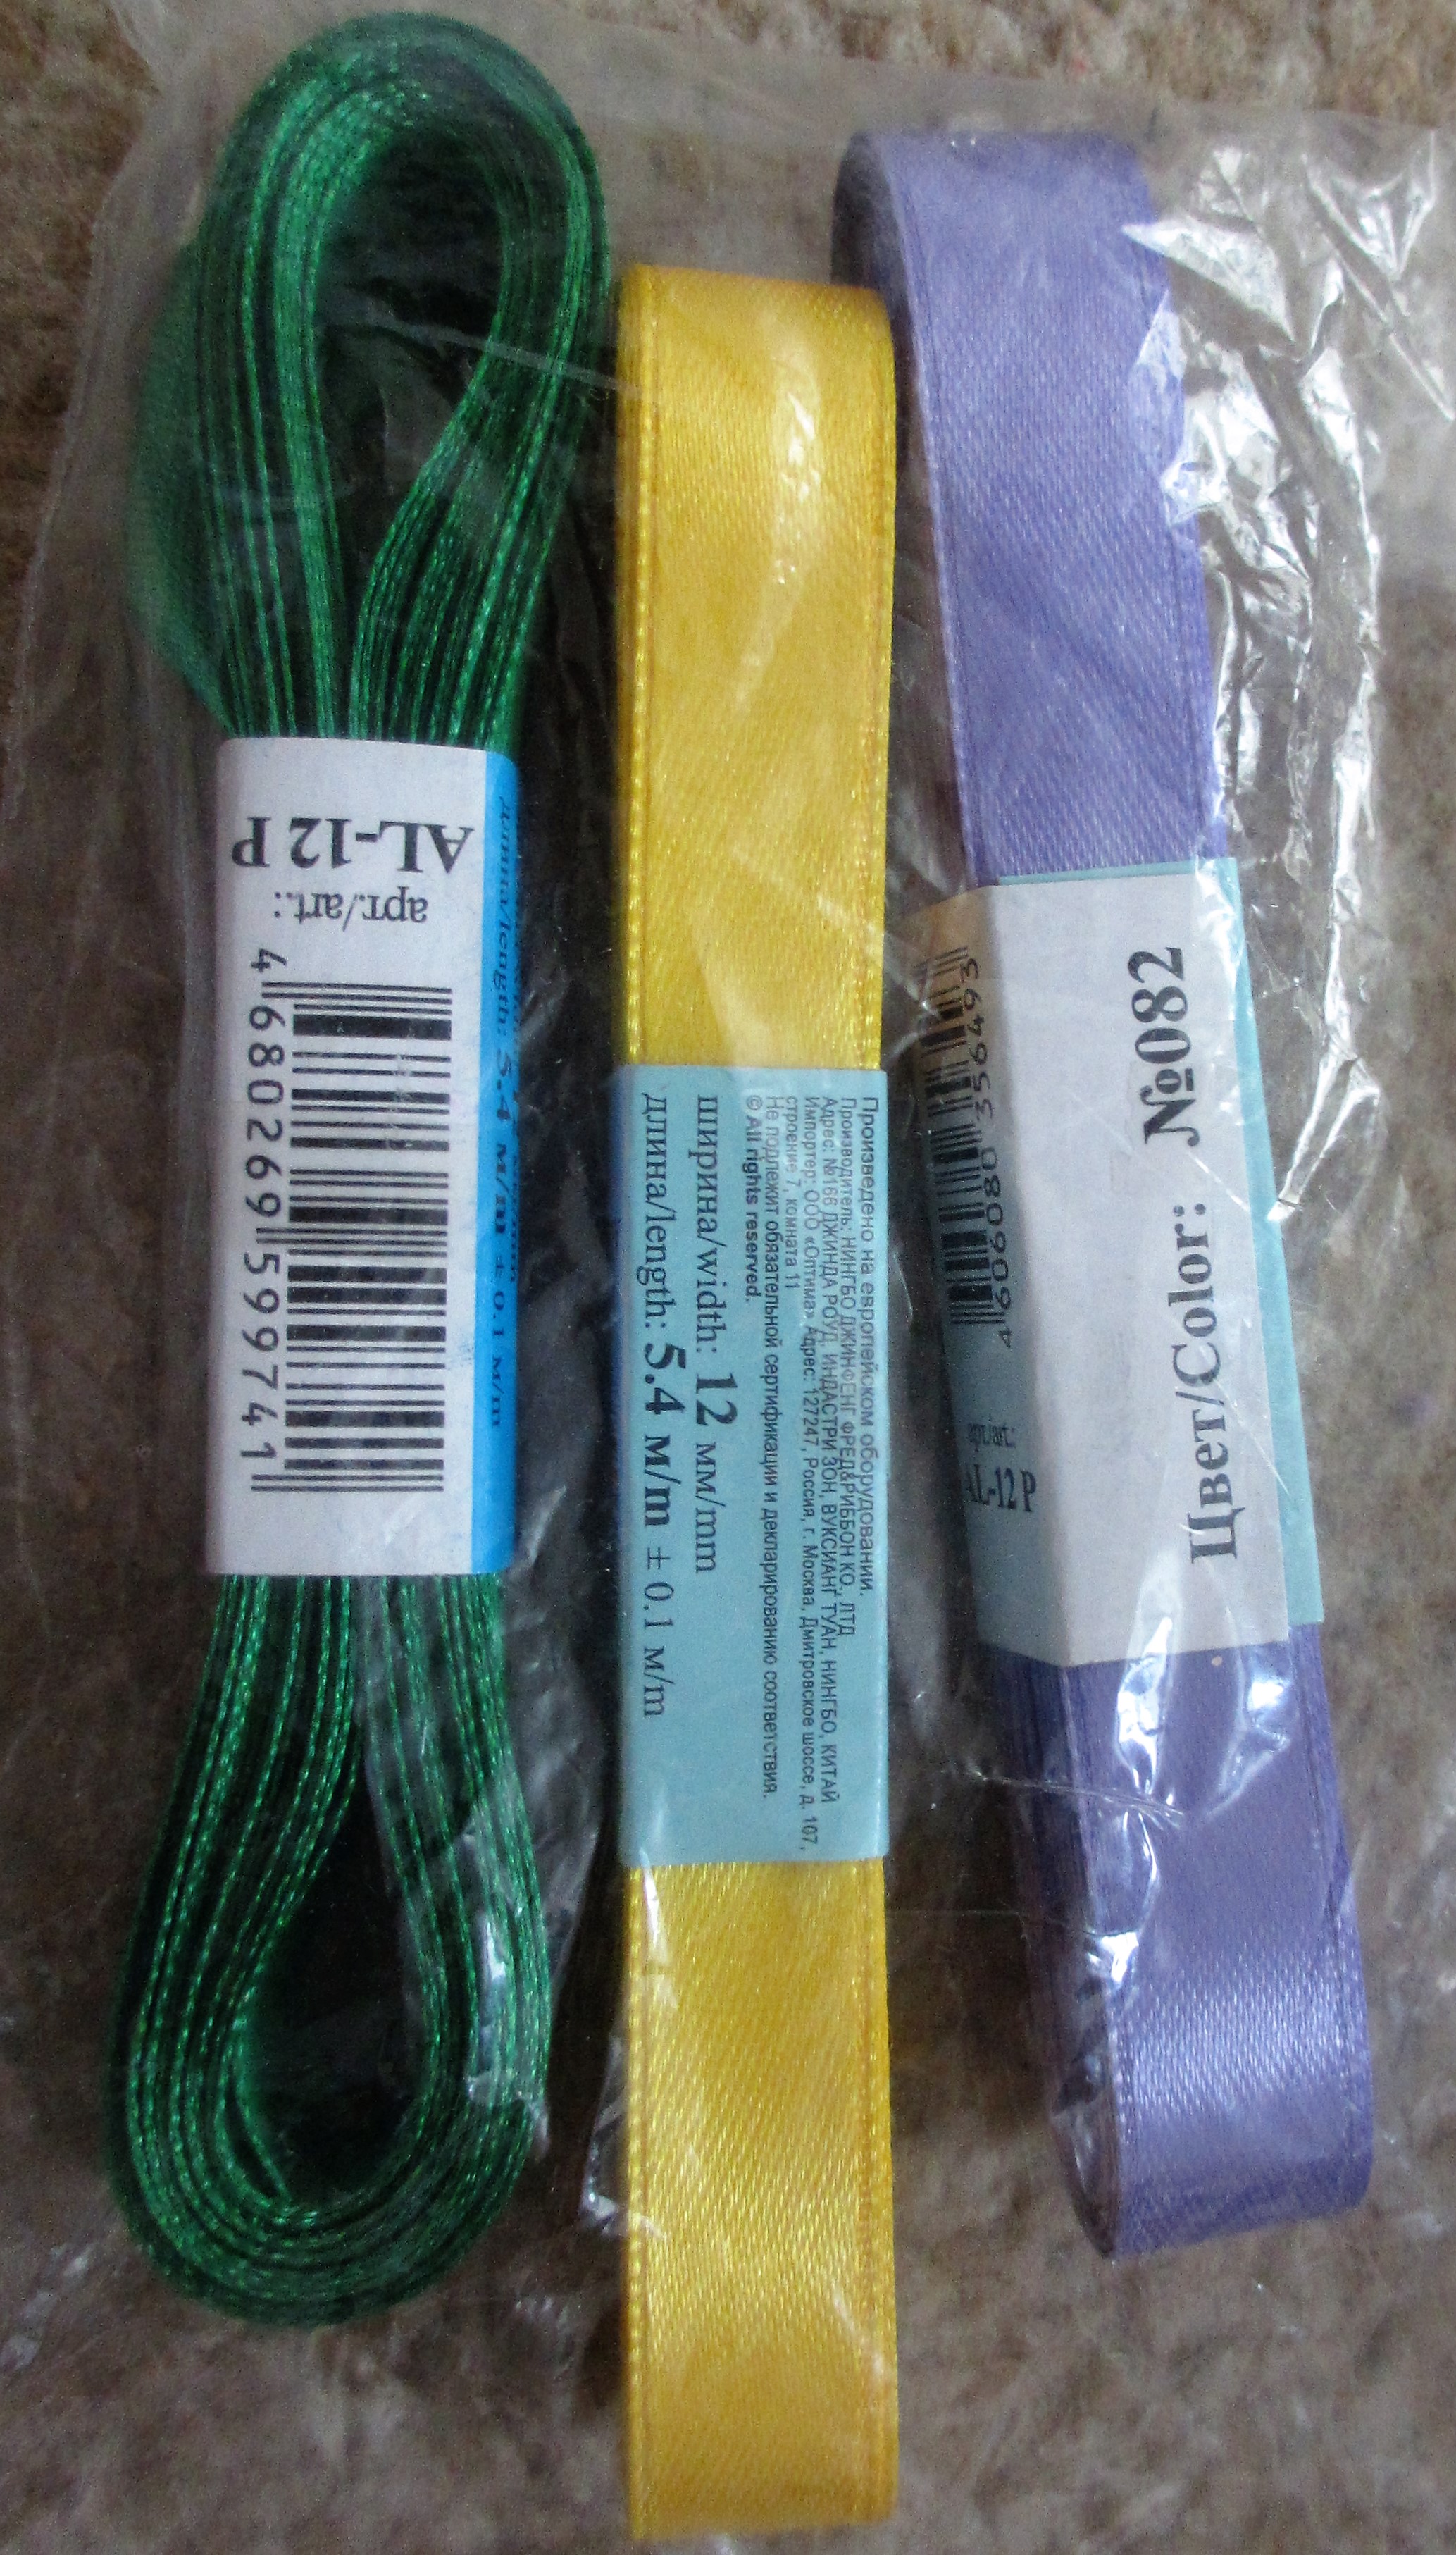 арт./art.:
AL-12 P
4 680269 599741
длина/length: 5.4 м/m ± 0.1 м/m
Произведено на европейском оборудовании.
Производитель: НИНГБО ДЖИНФЕНГ ФРЕД&РИББОН КО., ЛТД
Адрес: №166 ДЖИНДА РОУД, ИНДАСТРИ ЗОН, ВУКСИАНГ ТУАН, НИНГБО, КИТАЙ
Импортер: ООО «Оптима» Адрес: 127247, Россия, г. Москва, Дмитровское шоссе, д. 107,
строение 7, комната 11
Не подлежит обязательной сертификации и декларированию соответствия.
© All rights reserved.
ширина/width: 12 мм/mm
длина/length: 5.4 м/m ± 0.1 м/m
4 606080 356493
арт./art.:
AL-12 P
Цвет/Color: №082